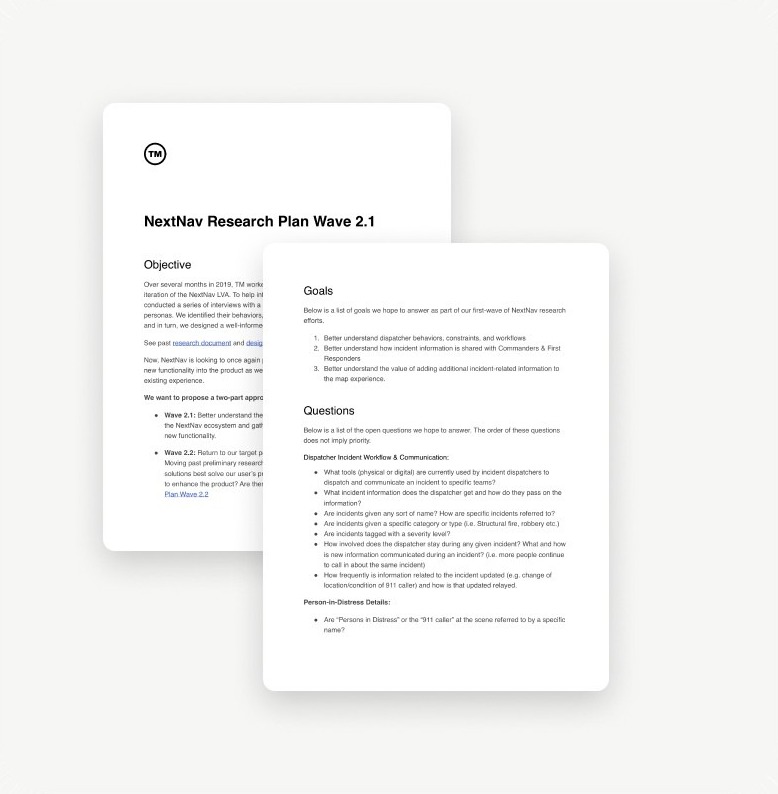 TM
NextNav Research Plan Wave 2.1
Objective
Over several months in 2019, TM worke
iteration of the NextNav LVA. To help inf
conducted a series of interviews with a
personas. We identified their behaviors,
and in turn, we designed a well-informe
See past research document and desig
Now, NextNav is looking to once again
new functionality into the product as we
existing experience.
We want to propose a two-part appro
● Wave 2.1: Better understand the
the NextNav ecosystem and gath
new functionality.
● Wave 2.2: Return to our target p
Moving past preliminary research
solutions best solve our user's pr
to enhance the product? Are ther
Plan Wave 2.2
Goals
Below is a list of goals we hope to answer as part of our first-wave of NextNav research
efforts.
1. Better understand dispatcher behaviors, constraints, and workflows
2. Better understand how incident information is shared with Commanders & First
Responders
3. Better understand the value of adding additional incident-related information to
the map experience.
Questions
Below is a list of the open questions we hope to answer. The order of these questions
does not imply priority.
Dispatcher Incident Workflow & Communication:
● What tools (physical or digital) are currently used by incident dispatchers to
dispatch and communicate an incident to specific teams?
● What incident information does the dispatcher get and how do they pass on the
information?
● Are incidents given any sort of name? How are specific incidents referred to?
● Are incidents given a specific category or type (i.e. Structural fire, robbery etc.)
● Are incidents tagged with a severity level?
● How involved does the dispatcher stay during any given incident? What and how
is new information communicated during an incident? (i.e. more people continue
to call in about the same incident)
● How frequently is information related to the incident updated (e.g. change of
location/condition of 911 caller) and how is that updated relayed.
Person-in-Distress Details:
● Are “Persons in Distress” or the “911 caller” at the scene referred to by a specific
name?